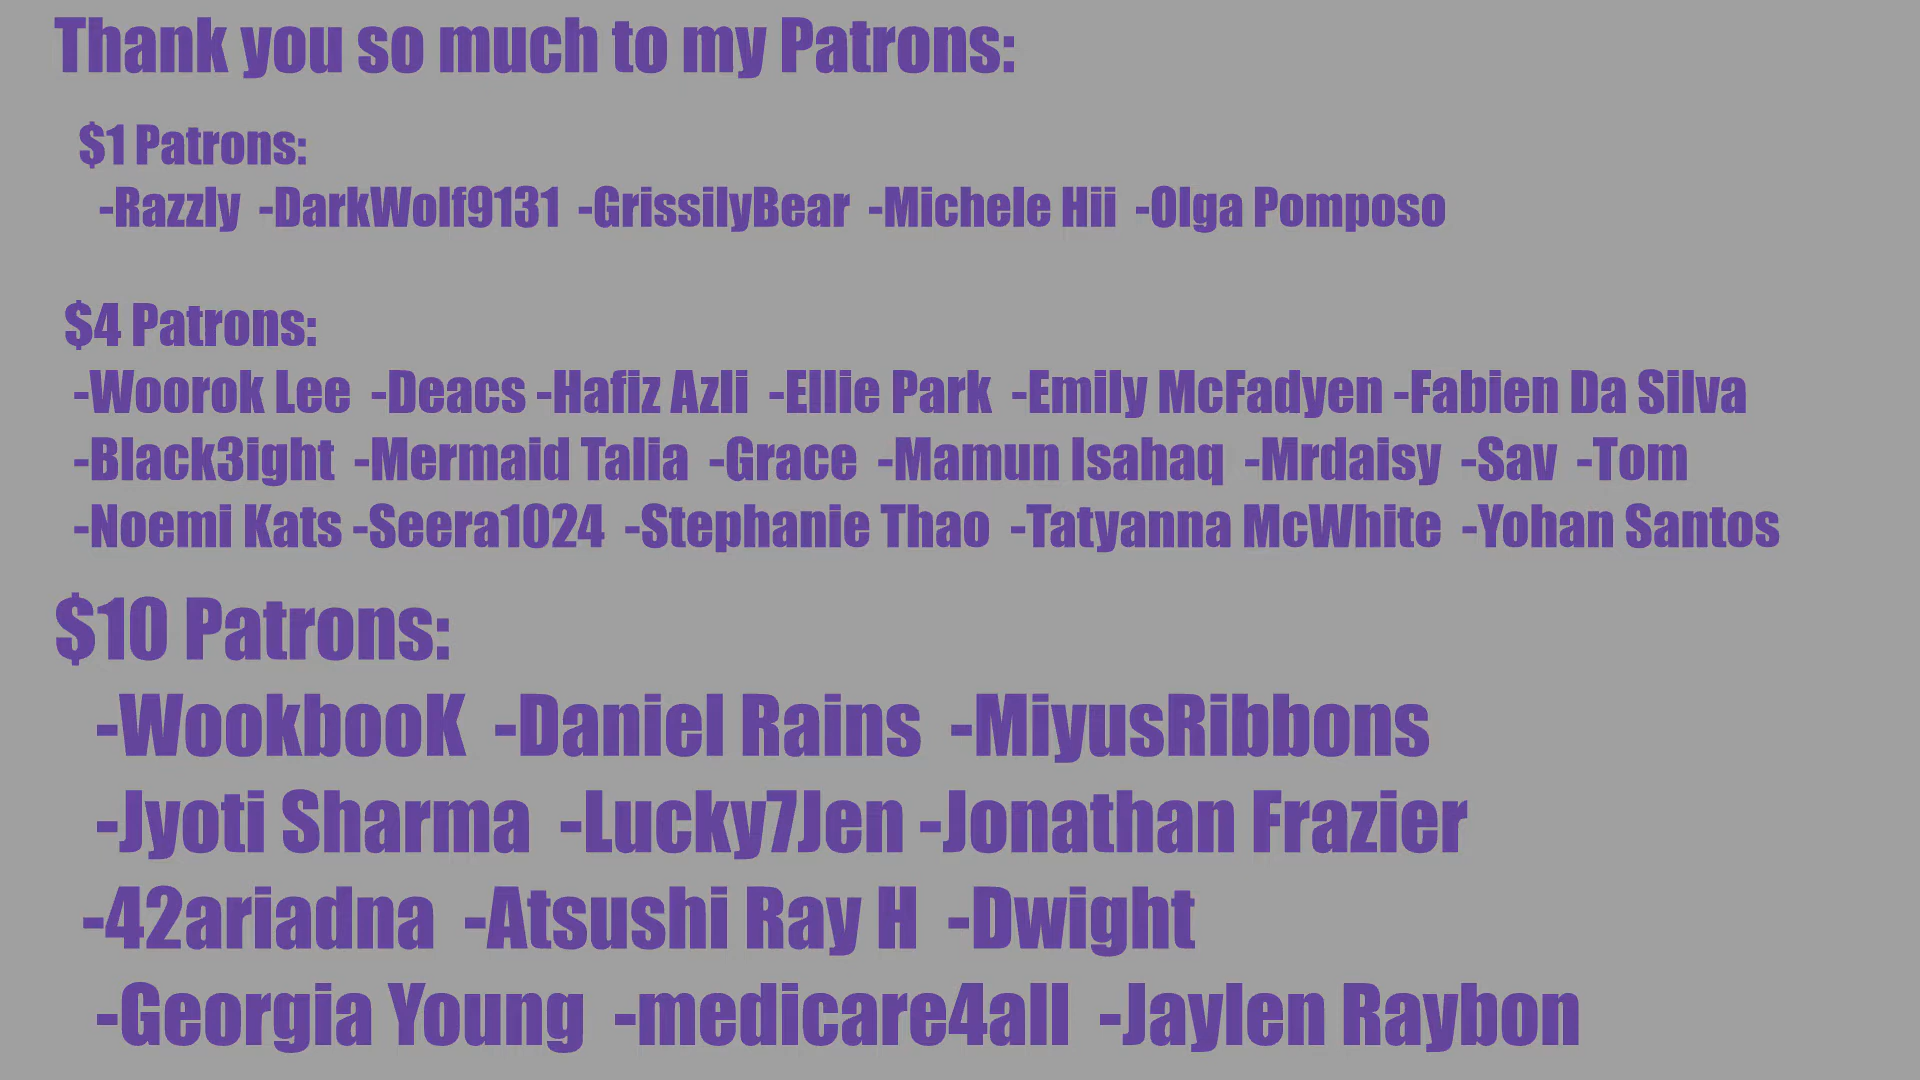 Thank you so much to my Patrons:
$1 Patrons:
-Razzly -DarkWolf9131 -GrissilyBear -Michele Hii -Olga Pomposo
$4 Patrons:
-Woorok Lee -Deacs -Hafiz Azli -Ellie Park -Emily McFadyen -Fabien Da Silva
-Black3ight -Mermaid Talia -Grace -Mamun Isahaq -Mrdaisy -Sav -Tom
-Noemi Kats -Seera1024 -Stephanie Thao -Tatyanna McWhite -Yohan Santos
$10 Patrons:
-WookbooK -Daniel Rains -MiyusRibbons
-Jyoti Sharma -Lucky7Jen -Jonathan Frazier
-42ariadna -Atsushi Ray H -Dwight
-Georgia Young -medicare4all -Jaylen Raybon